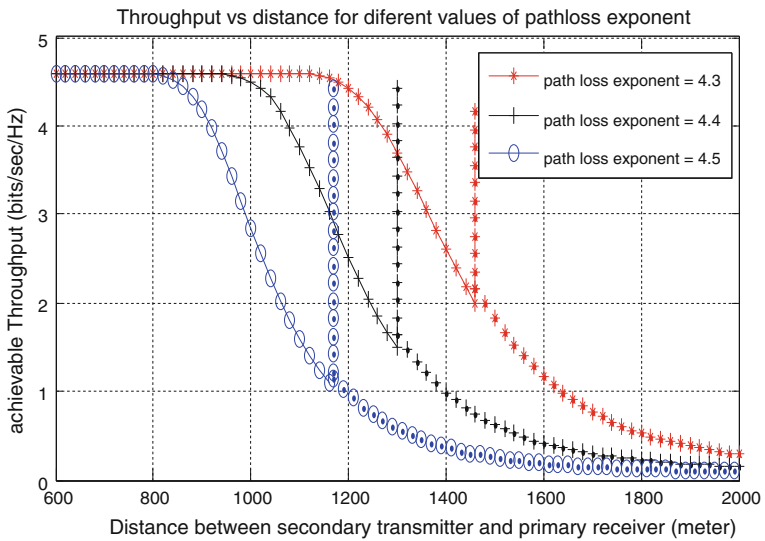 Throughput vs distance for diferent values of pathloss exponent
achievable Throughput (bits/sec/Hz)
5
4
3
2
1
0
path loss exponent = 4.3
path loss exponent = 4.4
path loss exponent = 4.5
600 800 1000 1200 1400 1600 1800 2000
Distance between secondary transmitter and primary receiver (meter)